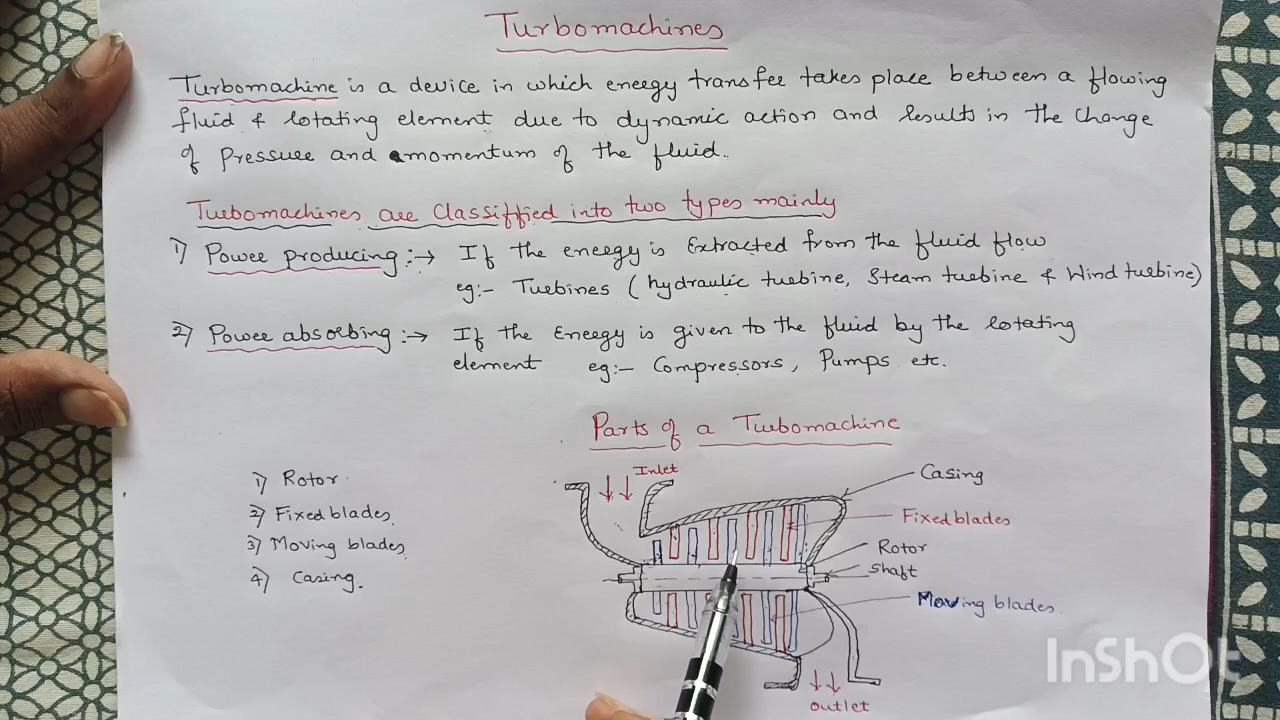 Turbomachines
Turbomachine is a device in which energy transfer takes place between a flowing
fluid & rotating element due to dynamic action and results in the change
of pressure and momentum of the fluid.
Turbomachines are classiffied into two types mainly
1) Power producing :→ If the energy is Extracted from the fluid flow
eg:- Turbines (hydraulic turbine, Steam turbine & Wind turbine)
2) Power absorbing :→ If the Energy is given to the fluid by the rotating
element eg:- Compressors, Pumps etc.
Parts of a Turbomachine
1) Rotor
2) Fixed blades.
3) Moving blades.
4) Casing.
Inlet
Casing
Fixed blades
Rotor
Shaft
Moving blades.
outlet
InShOt